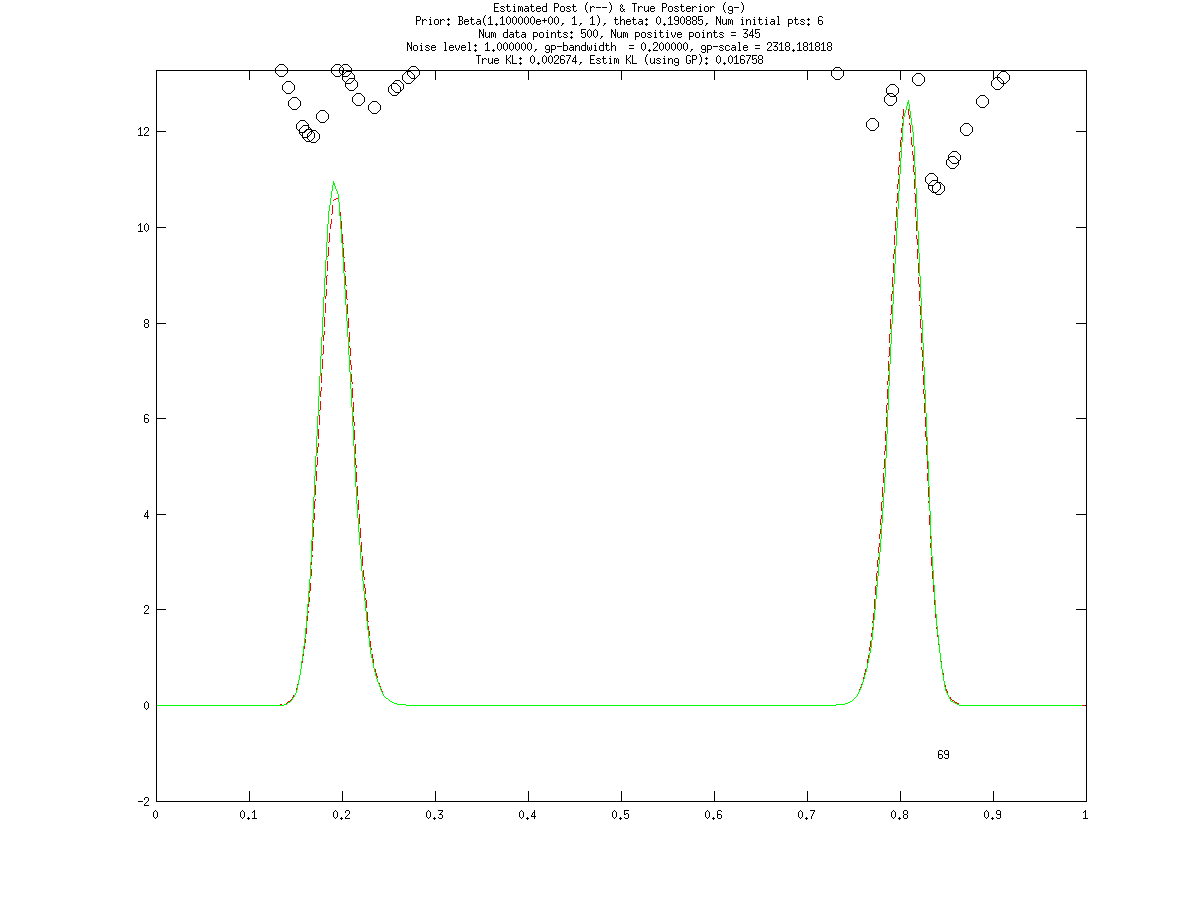 Estimated Post (r--) & True Posterior (g-)
Prior: Beta(1.100000e+00, 1, 1), theta: 0.190885, Num initial pts: 6
Num data points: 500, Num positive points = 345
Noise level: 1.000000, gp-bandwidth  = 0.200000, gp-scale = 2318.181818
True KL: 0.002674, Estim KL (using GP): 0.016758
12
10
8
6
4
2
0
69
-2
0 0.1 0.2 0.3 0.4 0.5 0.6 0.7 0.8 0.9 1